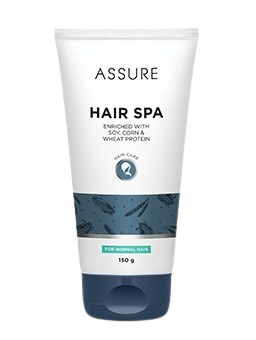 ASSURE
HAIR SPA
ENRICHED WITH
SOY, CORN &
WHEAT PROTEIN
HAIR CARE
FOR NORMAL HAIR
150 g